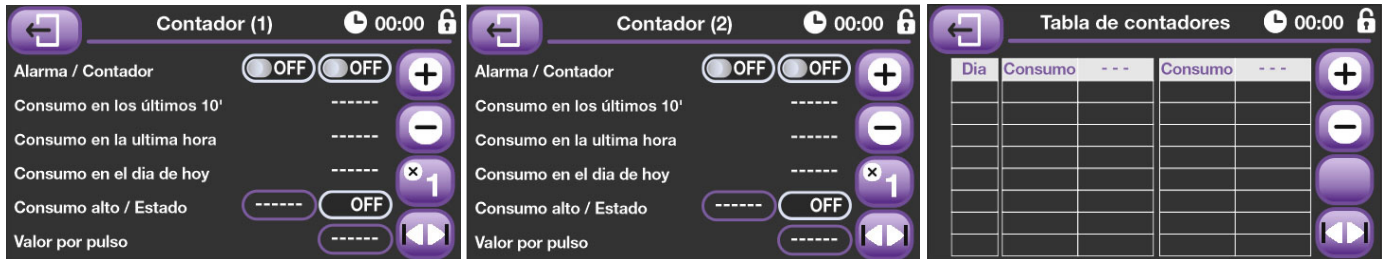 Contador (1) 00:00
Alarma / Contador OFF OFF
Consumo en los últimos 10' ------
Consumo en la ultima hora ------
Consumo en el dia de hoy ------
×1
Consumo alto / Estado ------ OFF
Valor por pulso ------
Contador (2) 00:00
Alarma / Contador OFF OFF
Consumo en los últimos 10' ------
Consumo en la ultima hora ------
Consumo en el dia de hoy ------
×1
Consumo alto / Estado ------ OFF
Valor por pulso ------
Tabla de contadores 00:00
Dia Consumo --- Consumo ---